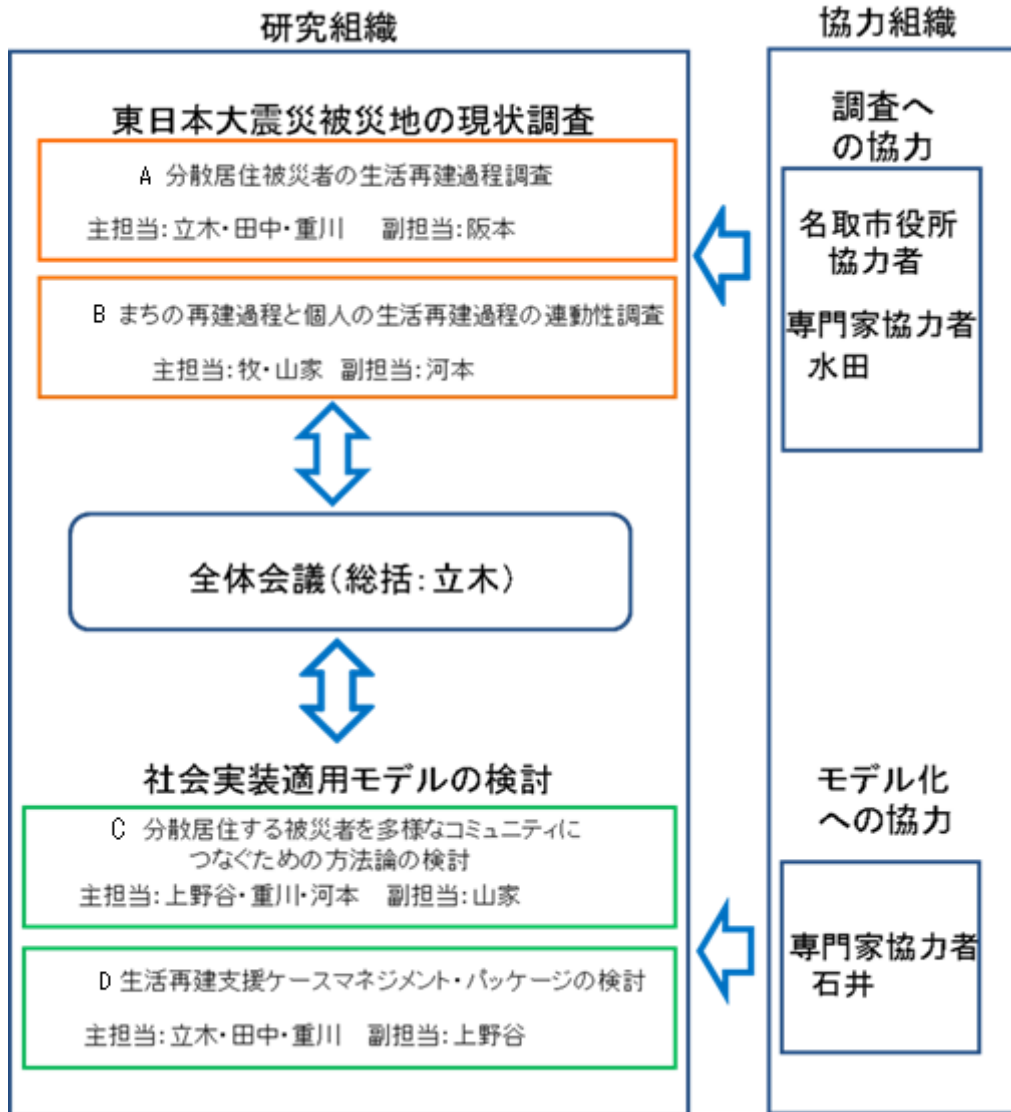 研究組織
東日本大震災被災地の現状調査
A 分散居住被災者の生活再建過程調査
主担当:立木・田中・重川 副担当:阪本
B まちの再建過程と個人の生活再建過程の連動性調査
主担当:牧・山家 副担当:河本
全体会議(総括:立木)
社会実装適用モデルの検討
C 分散居住する被災者を多様なコミュニティに
つなぐための方法論の検討
主担当:上野谷・重川・河本 副担当:山家
D 生活再建支援ケースマネジメント・パッケージの検討
主担当:立木・田中・重川 副担当:上野谷
協力組織
調査へ
の協力
名取市役所
協力者
専門家協力者
水田
モデル化
への協力
専門家協力者
石井